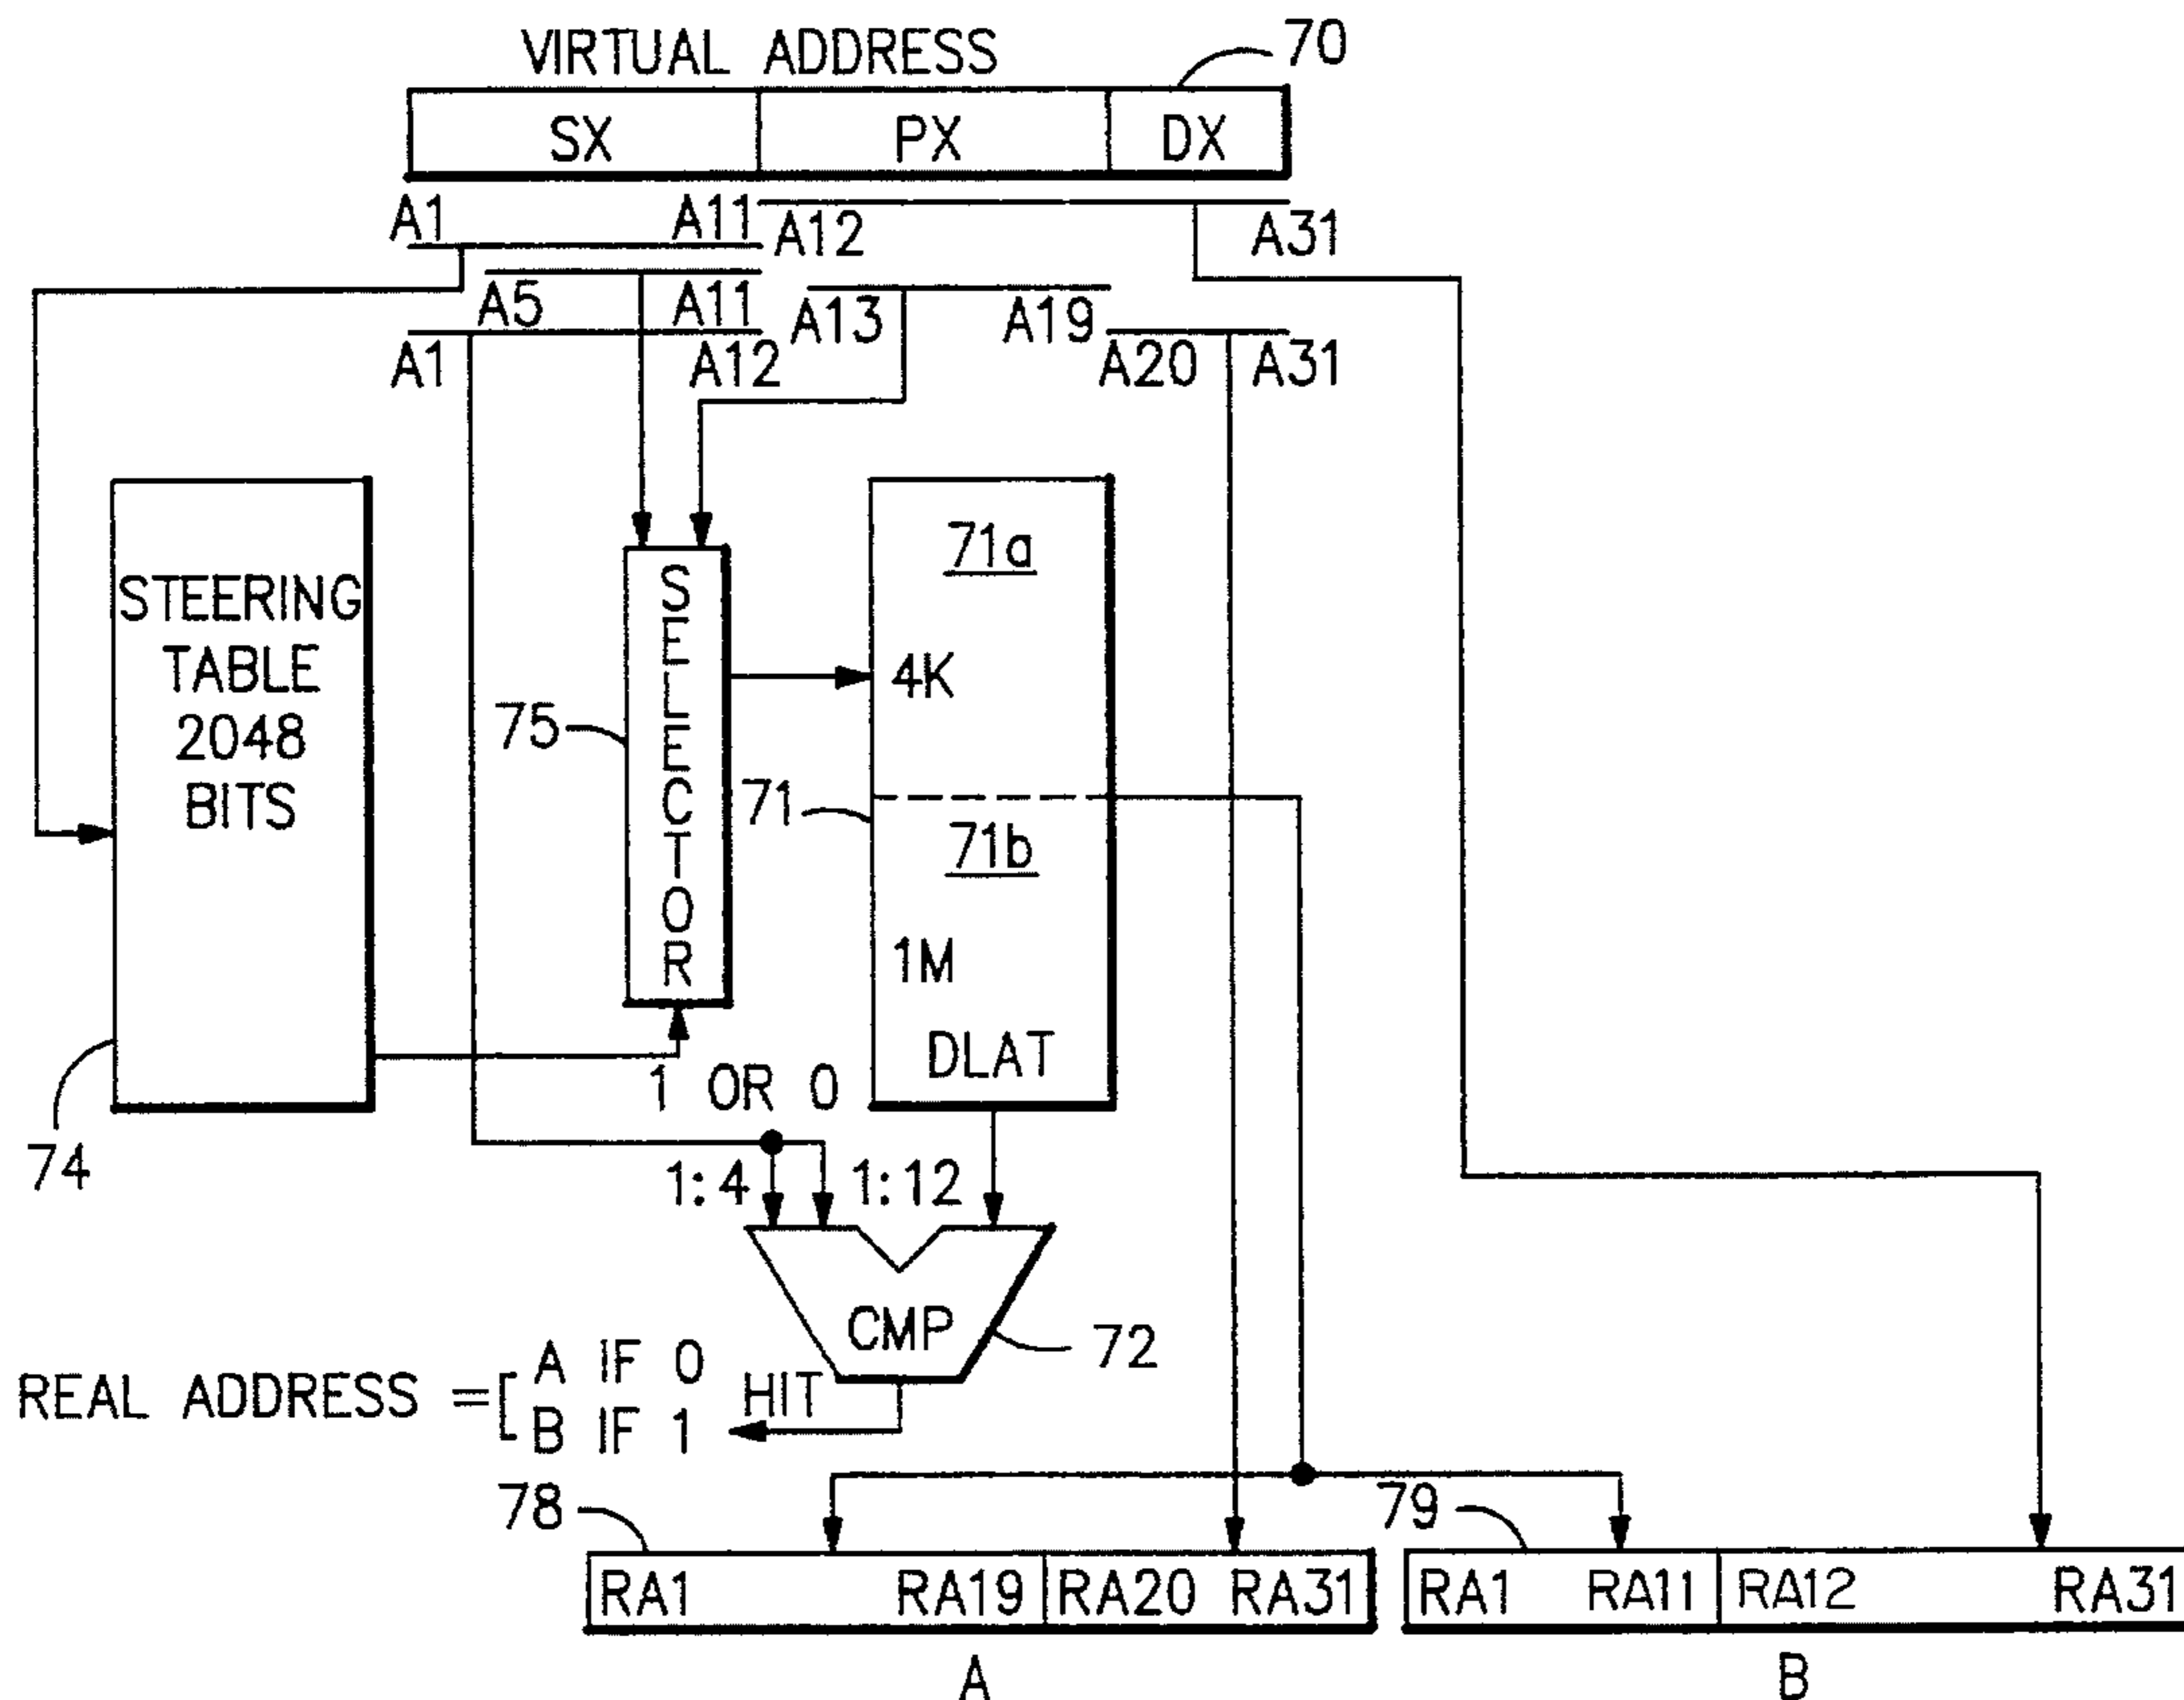 VIRTUAL ADDRESS
70
SX PX DX
A1 A11 A12 A31
A5 A11 A13 A19
A1 A12 A20 A31
STEERING
TABLE
2048
BITS
74
SELECTOR
75
71a
4K
71
71b
1M
DLAT
1 OR 0
1:4 1:12
CMP
72
HIT
REAL ADDRESS =[ A IF 0
B IF 1
78
RA1 RA19 RA20 RA31
A
79
RA1 RA11 RA12 RA31
B